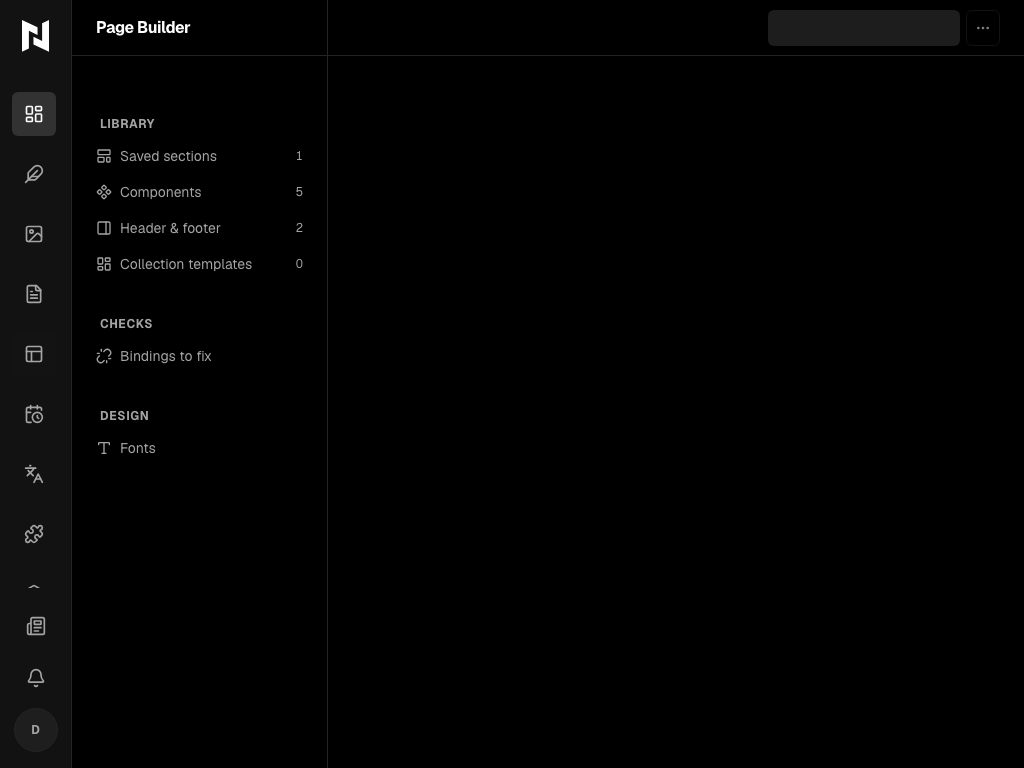 Page Builder
LIBRARY
Saved sections 1
Components 5
Header & footer 2
Collection templates 0
CHECKS
Bindings to fix
DESIGN
Fonts
D